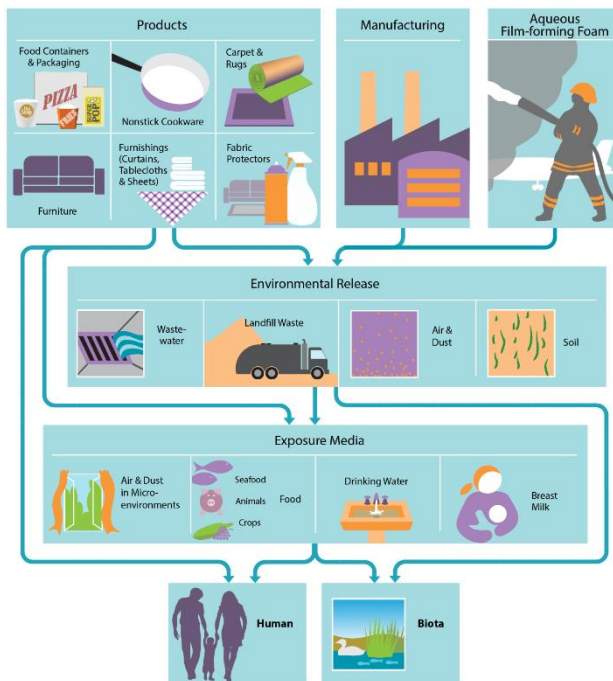 Products
Food Containers
& Packaging
PIZZA
FRIES
Nonstick Cookware
Carpet &
Rugs
Furniture
Furnishings
(Curtains,
Tablecloths
& Sheets)
Fabric
Protectors
Manufacturing
Aqueous
Film-forming Foam
Environmental Release
Waste-
water
Landfill Waste
Air &
Dust
Soil
Exposure Media
Air & Dust
in Micro-
environments
Seafood
Animals
Crops
Food
Drinking Water
Breast
Milk
Human
Biota